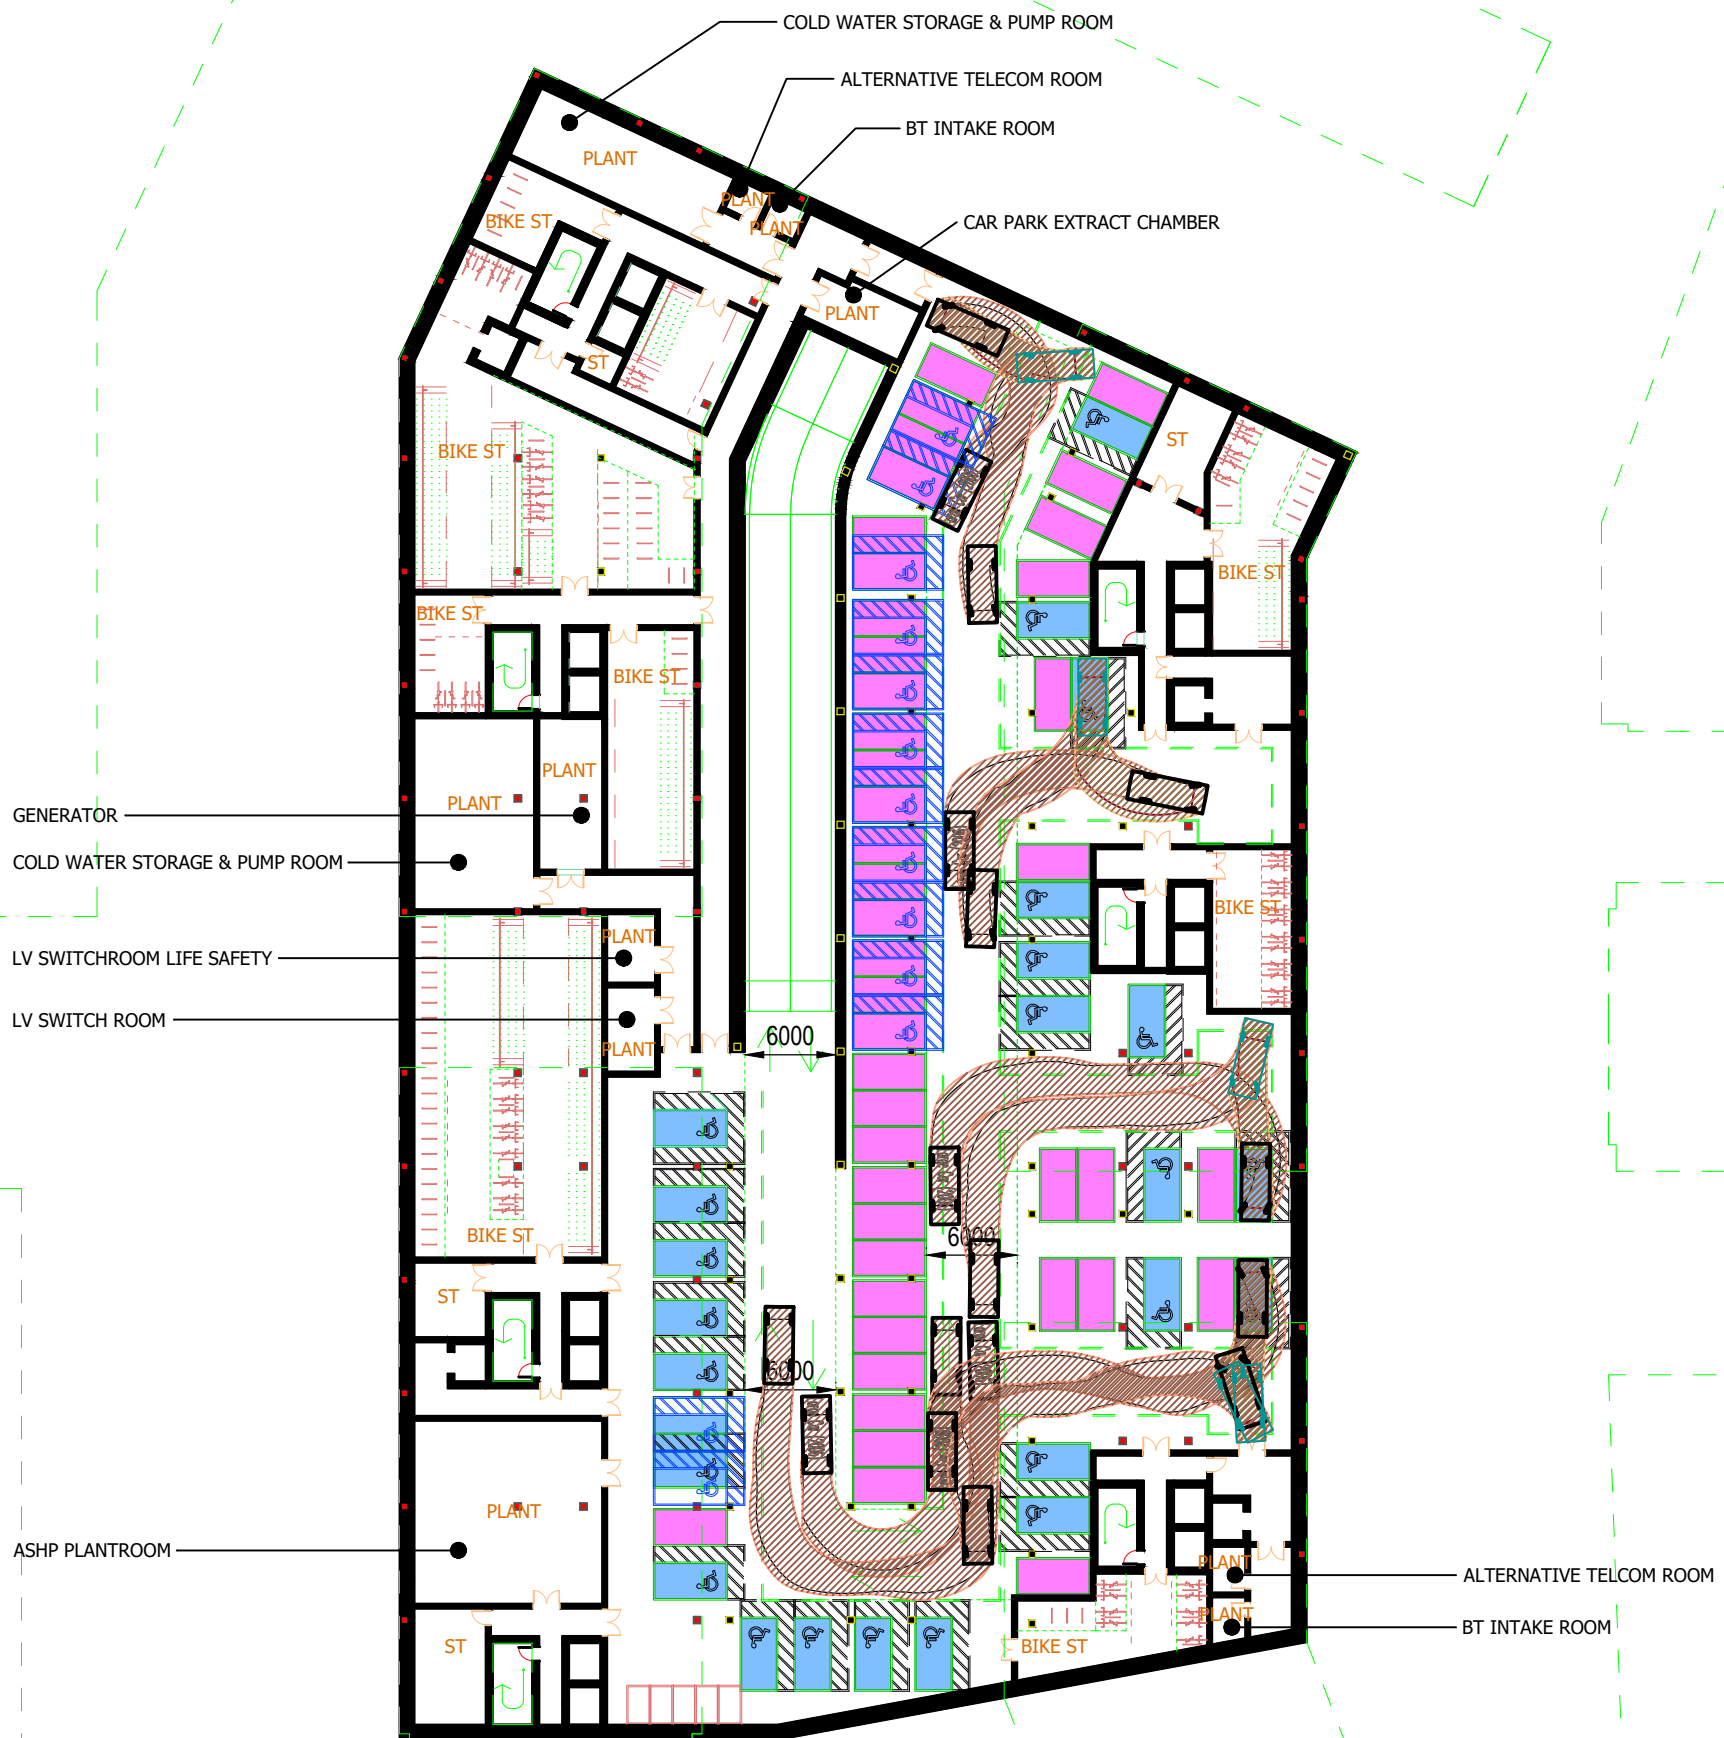 COLD WATER STORAGE & PUMP ROOM
ALTERNATIVE TELECOM ROOM
BT INTAKE ROOM
PLANT
PLANT
BIKE ST
PLANT
CAR PARK EXTRACT CHAMBER
PLANT
ST
ST
BIKE ST
BIKE ST
BIKE ST
BIKE ST
PLANT
PLANT
GENERATOR
COLD WATER STORAGE & PUMP ROOM
BIKE ST
PLANT
LV SWITCHROOM LIFE SAFETY
LV SWITCH ROOM
6000
PLANT
BIKE ST
6000
ST
6000
PLANT
ASHP PLANTROOM
PLANT
ALTERNATIVE TELCOM ROOM
PLANT
BT INTAKE ROOM
ST
BIKE ST